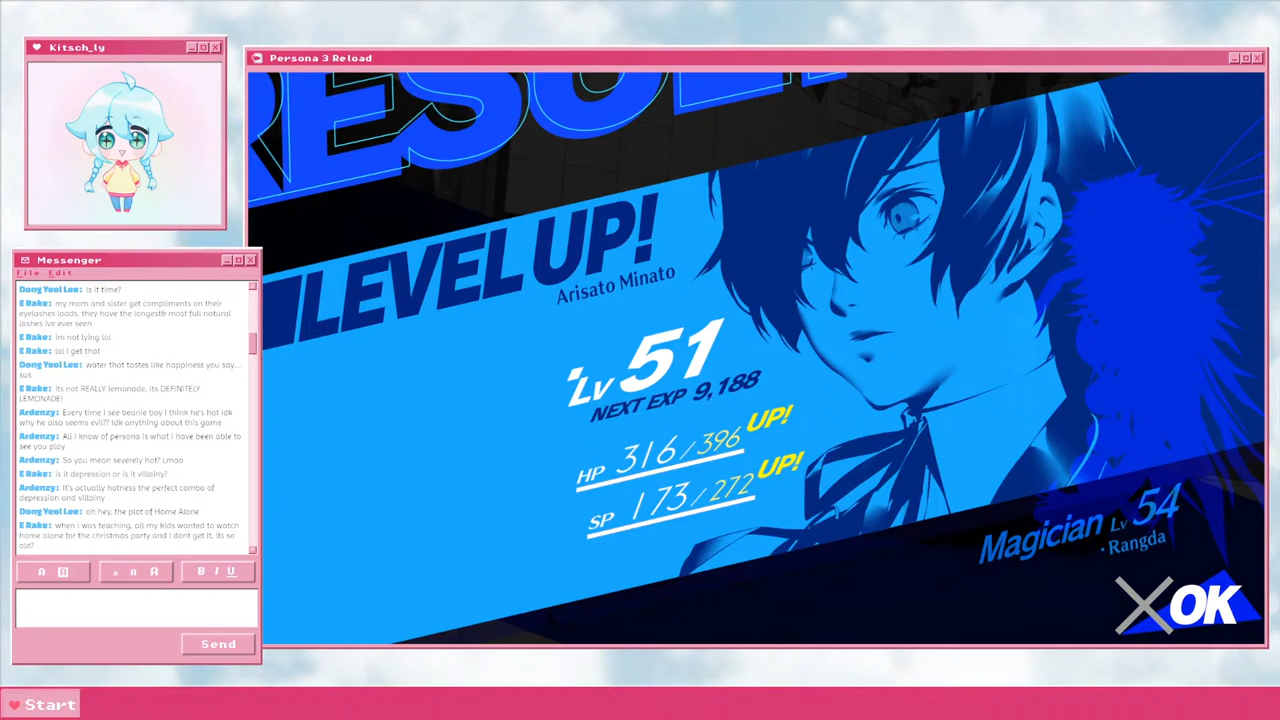 Kitsch_ly
Persona 3 Reload
Messenger
File Edit
Dong Yeol Lee: is it time?
E Rake: my mom and sister get compliments on their
eyelashes loads, they have the longest& most full natural
lashes ive ever seen
E Rake: im not lying lol
E Rake: lol I get that
Dong Yeol Lee: water that tastes like happiness you say...
sus
E Rake: its not REALLY lemonade, its DEFINITELY
LEMONADE!
Ardenzy: Every time I see beanie boy I think he's hot idk
why he also seems evil?? Idk anything about this game
Ardenzy: All I know of persona is what I have been able to
see you play
Ardenzy: So you mean severely hot? Lmao
E Rake: is it depression or is it villainy?
Ardenzy: It's actually hotness the perfect combo of
depression and villainy
Dong Yeol Lee: oh hey, the plot of Home Alone
E Rake: when i was teaching, all my kids wanted to watch
home alone for the christmas party and i dont get it, its so
old?
A A
A A A
B I U
Send
RESULT
LEVEL UP!
Arisato Minato
Lv 51
NEXT EXP 9,188
HP 316/396 UP!
SP 173/272 UP!
Magician Lv 54
・Rangda
OK
Start